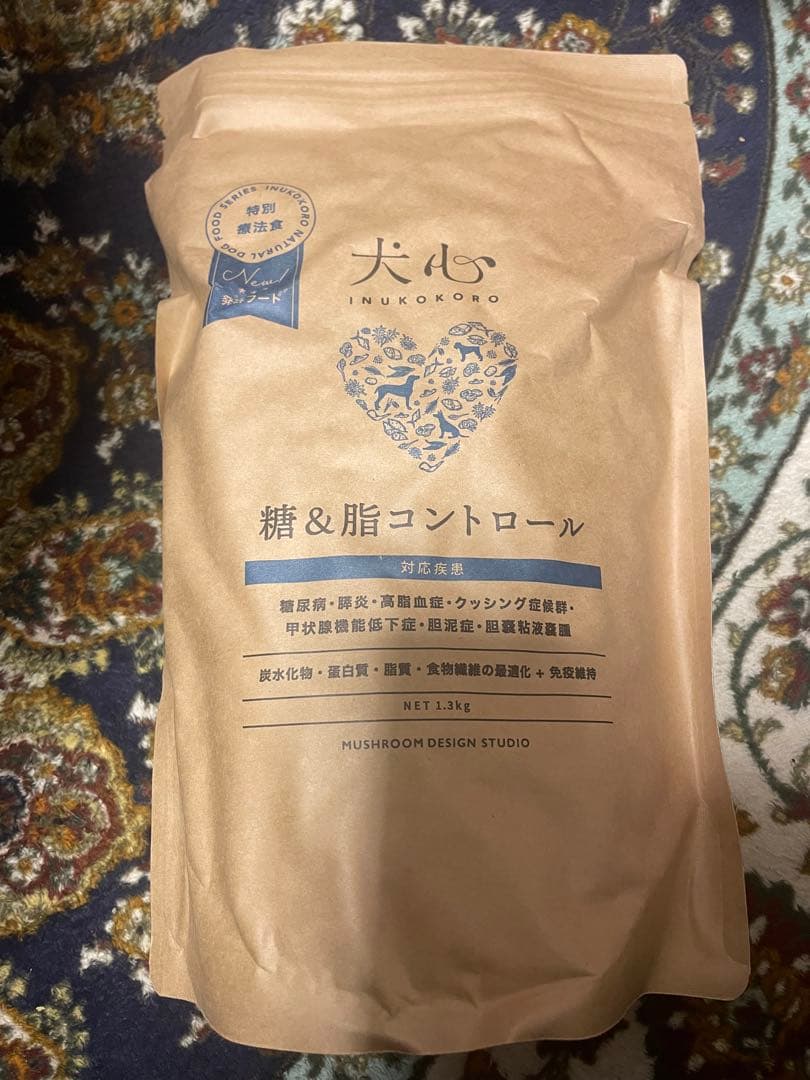 INUKOKORO NATURAL DOG FOOD SERIES
特別
療法食
New!
発酵フード
犬心
INUKOKORO
糖&脂コントロール
対応疾患
糖尿病・膵炎・高脂血症・クッシング症候群・
甲状腺機能低下症・胆泥症・胆嚢粘液嚢腫
炭水化物・蛋白質・脂質・食物繊維の最適化 + 免疫維持
NET 1.3kg
MUSHROOM DESIGN STUDIO